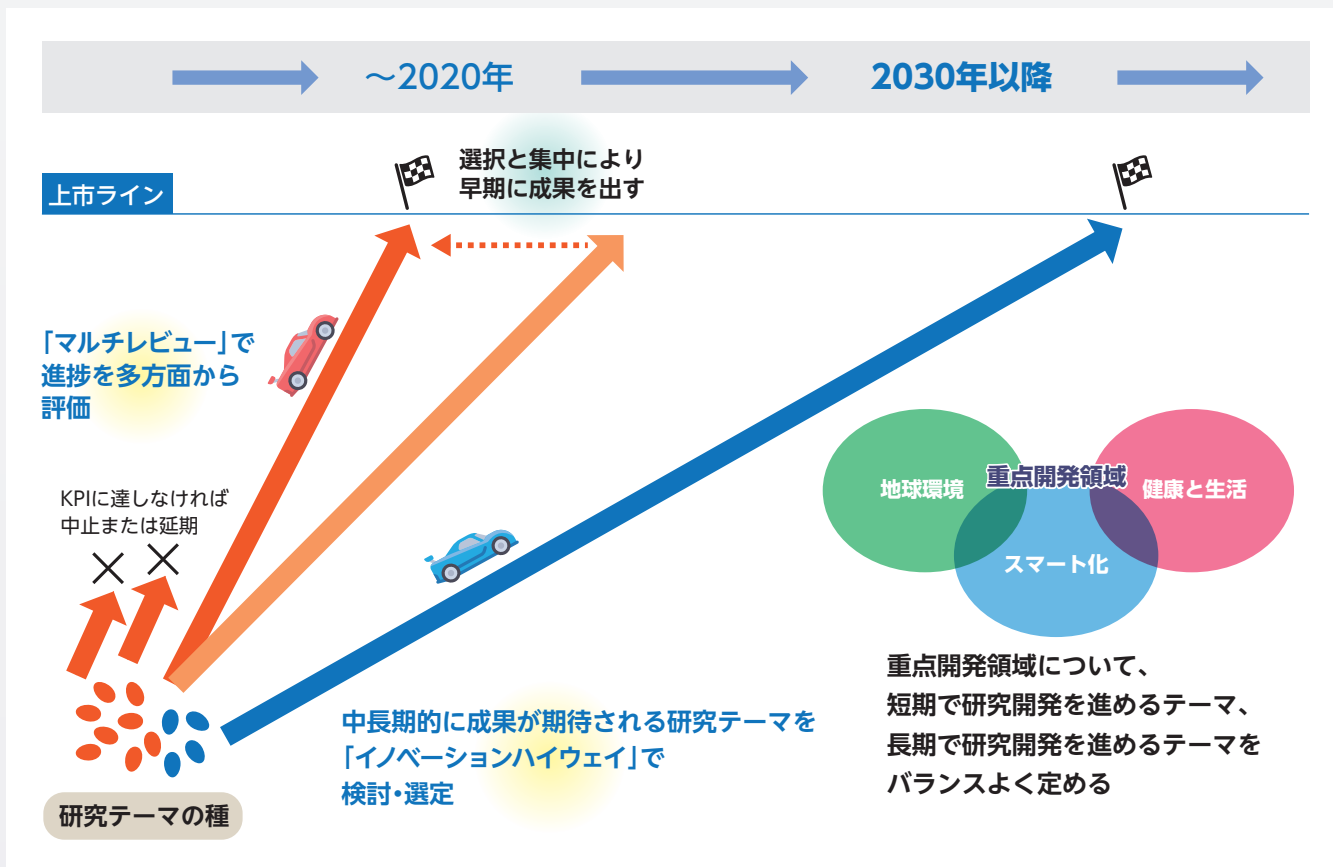 ～2020年
2030年以降
選択と集中により
早期に成果を出す
上市ライン
「マルチレビュー」で
進捗を多方面から
評価
KPIに達しなければ
中止または延期
地球環境
重点開発領域
健康と生活
スマート化
重点開発領域について、
短期で研究開発を進めるテーマ、
長期で研究開発を進めるテーマを
バランスよく定める
中長期的に成果が期待される研究テーマを
「イノベーションハイウェイ」で
検討・選定
研究テーマの種